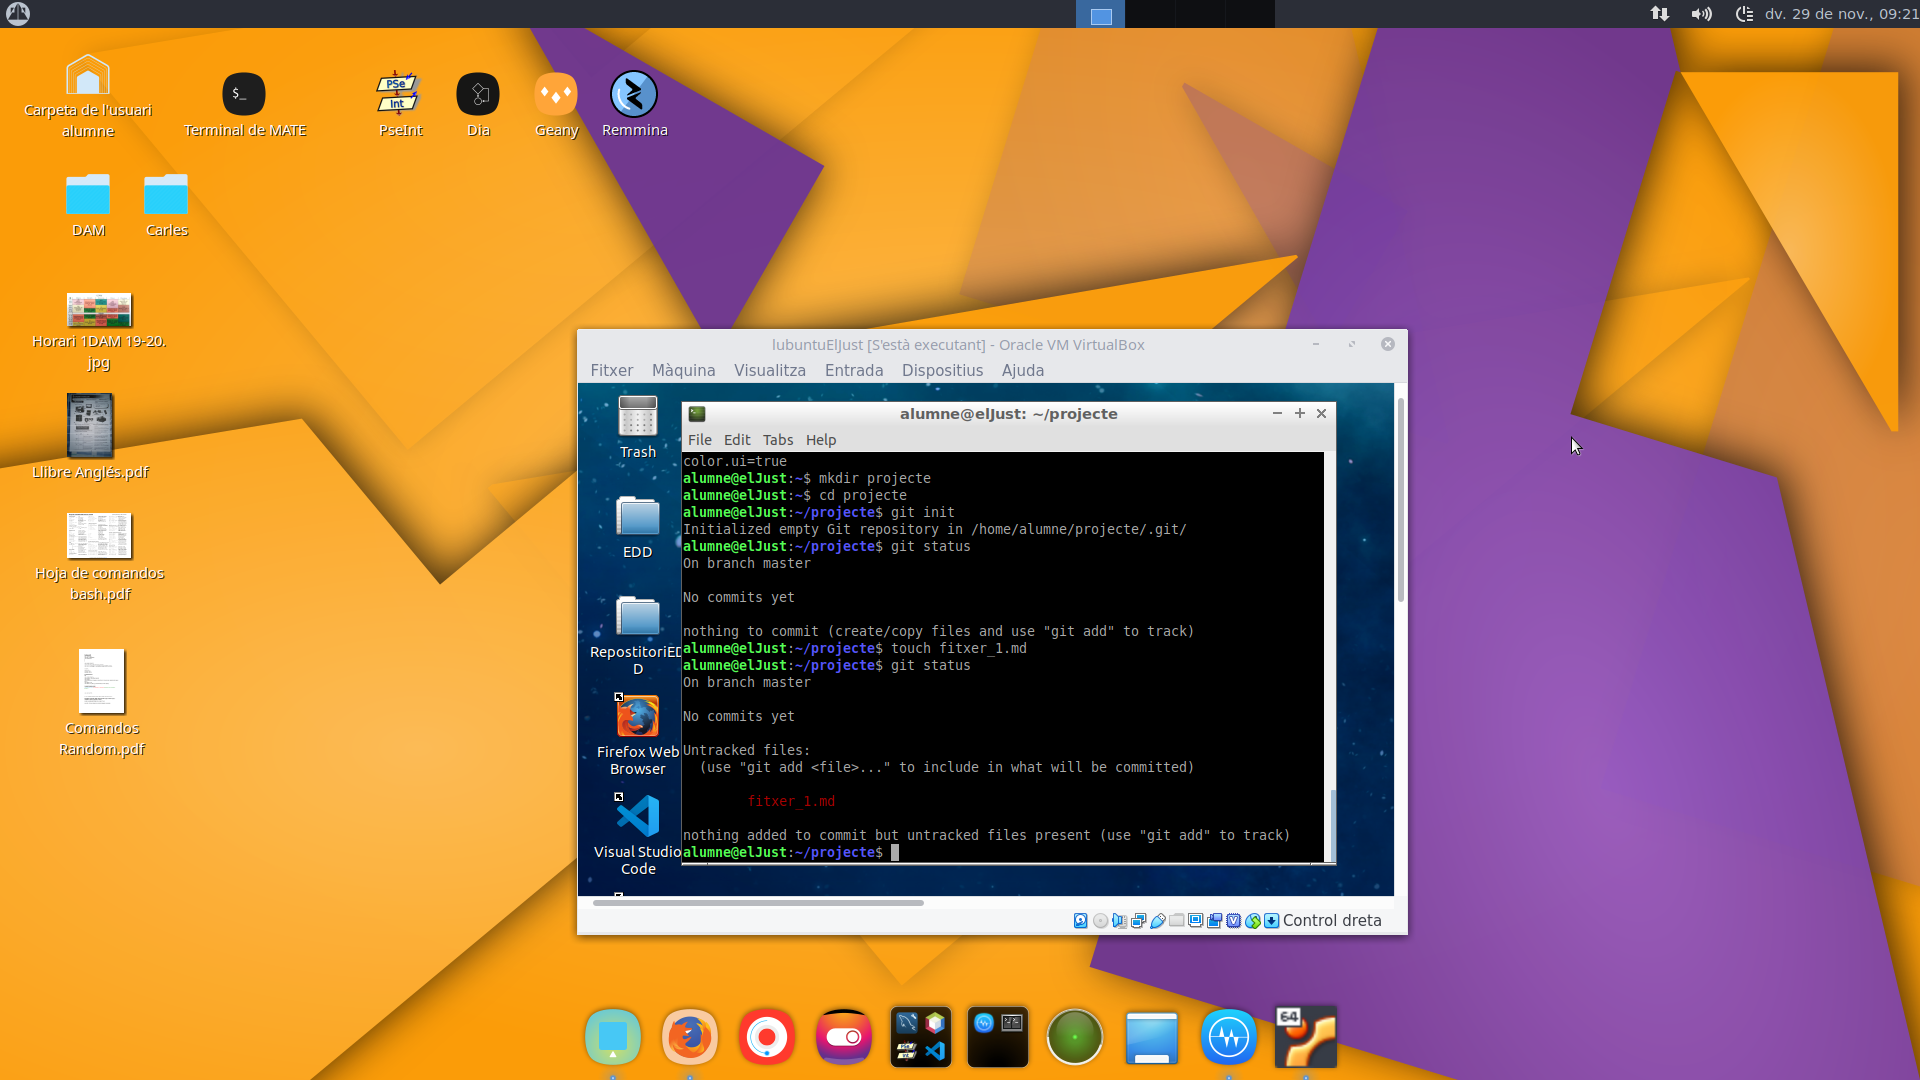 dv. 29 de nov., 09:21
Carpeta de l'usuari
alumne
$_
Terminal de MATE
PSe
Int
PseInt
Dia
Geany
Remmina
DAM
Carles
Horari 1DAM 19-20.
jpg
Llibre Anglés.pdf
Hoja de comandos
bash.pdf
Comandos
Random.pdf
lubuntuElJust [S'està executant] - Oracle VM VirtualBox
Fitxer Màquina Visualitza Entrada Dispositius Ajuda
Trash
EDD
RepostitoriED
D
Firefox Web
Browser
Visual Studio
Code
alumne@elJust: ~/projecte
File Edit Tabs Help
color.ui=true
alumne@elJust:~$ mkdir projecte
alumne@elJust:~$ cd projecte
alumne@elJust:~/projecte$ git init
Initialized empty Git repository in /home/alumne/projecte/.git/
alumne@elJust:~/projecte$ git status
On branch master
No commits yet
nothing to commit (create/copy files and use "git add" to track)
alumne@elJust:~/projecte$ touch fitxer_1.md
alumne@elJust:~/projecte$ git status
On branch master
No commits yet
Untracked files:
(use "git add <file>..." to include in what will be committed)
fitxer_1.md
nothing added to commit but untracked files present (use "git add" to track)
alumne@elJust:~/projecte$
Control dreta
64